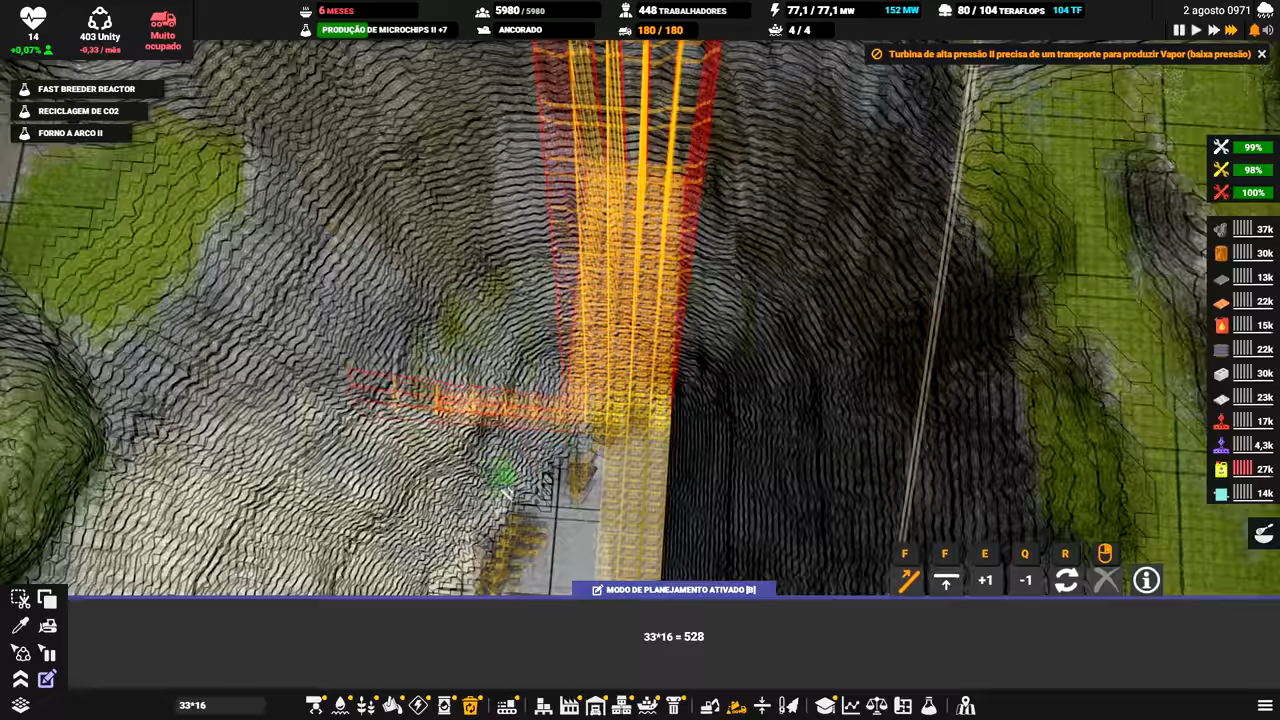 14
+0,07%
403 Unity
-0,33 / mês
Muito
ocupado
6 MESES
5980 / 5980
448 TRABALHADORES
77,1 / 77,1 MW
152 MW
80 / 104 TERAFLOPS
104 TF
2 agosto 0971
PRODUÇÃO DE MICROCHIPS II +7
ANCORADO
180 / 180
4 / 4
Turbina de alta pressão II precisa de um transporte para produzir Vapor (baixa pressão)
FAST BREEDER REACTOR
RECICLAGEM DE CO2
FORNO A ARCO II
99%
98%
100%
37k
30k
13k
22k
15k
22k
30k
23k
17k
4,3k
27k
14k
F
F
E
Q
R
+1
-1
MODO DE PLANEJAMENTO ATIVADO [B]
33*16 = 528
33*16